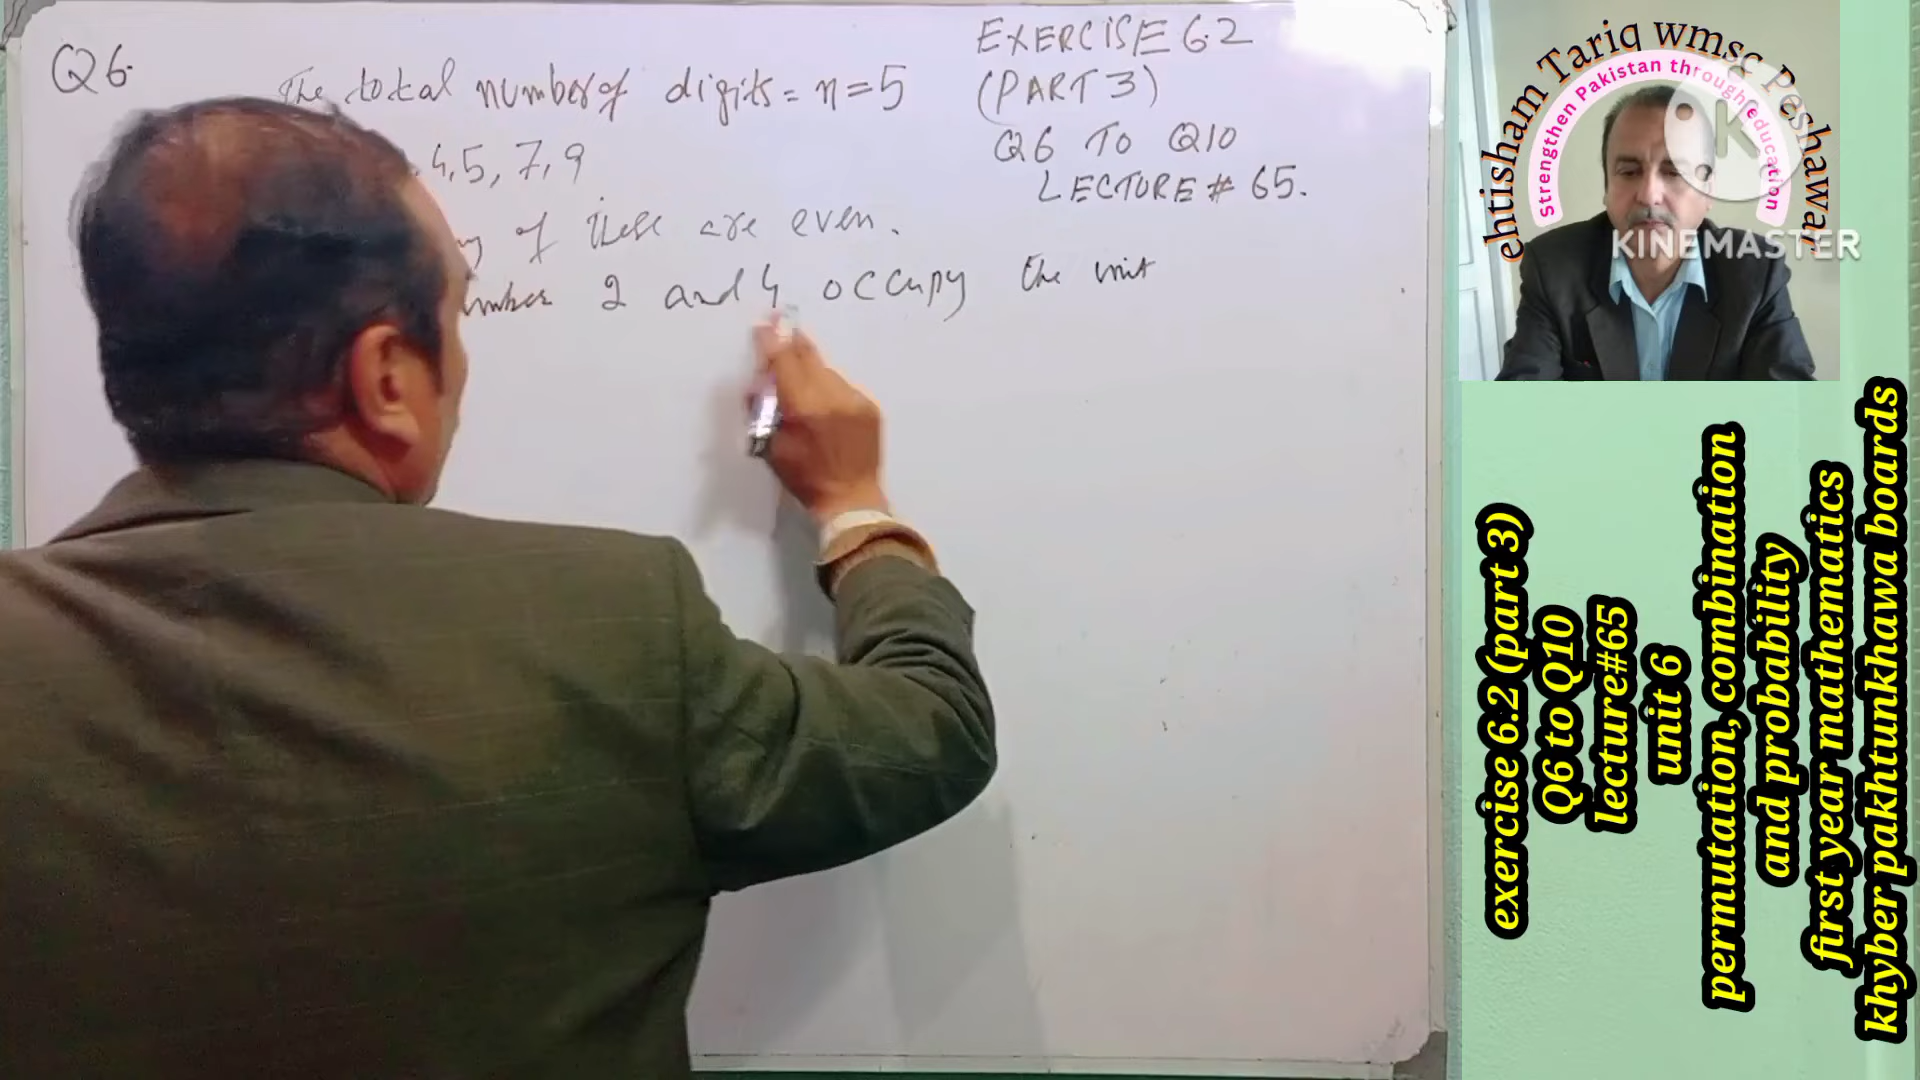 Q6.
The total number of digits = n = 5
4, 5, 7, 9
of these are even.
2 and 4 occupy the unit
EXERCISE 6.2
(PART 3)
Q6 TO Q10
LECTURE # 65.
ehtisham Tariq wmsg Peshawar
Strengthen Pakistan through education
K
KINEMASTER
exercise 6.2 (part 3)
Q6 to Q10
lecture#65
unit 6
permutation, combination
and probability
first year mathematics
khyber pakhtunkhawa boards